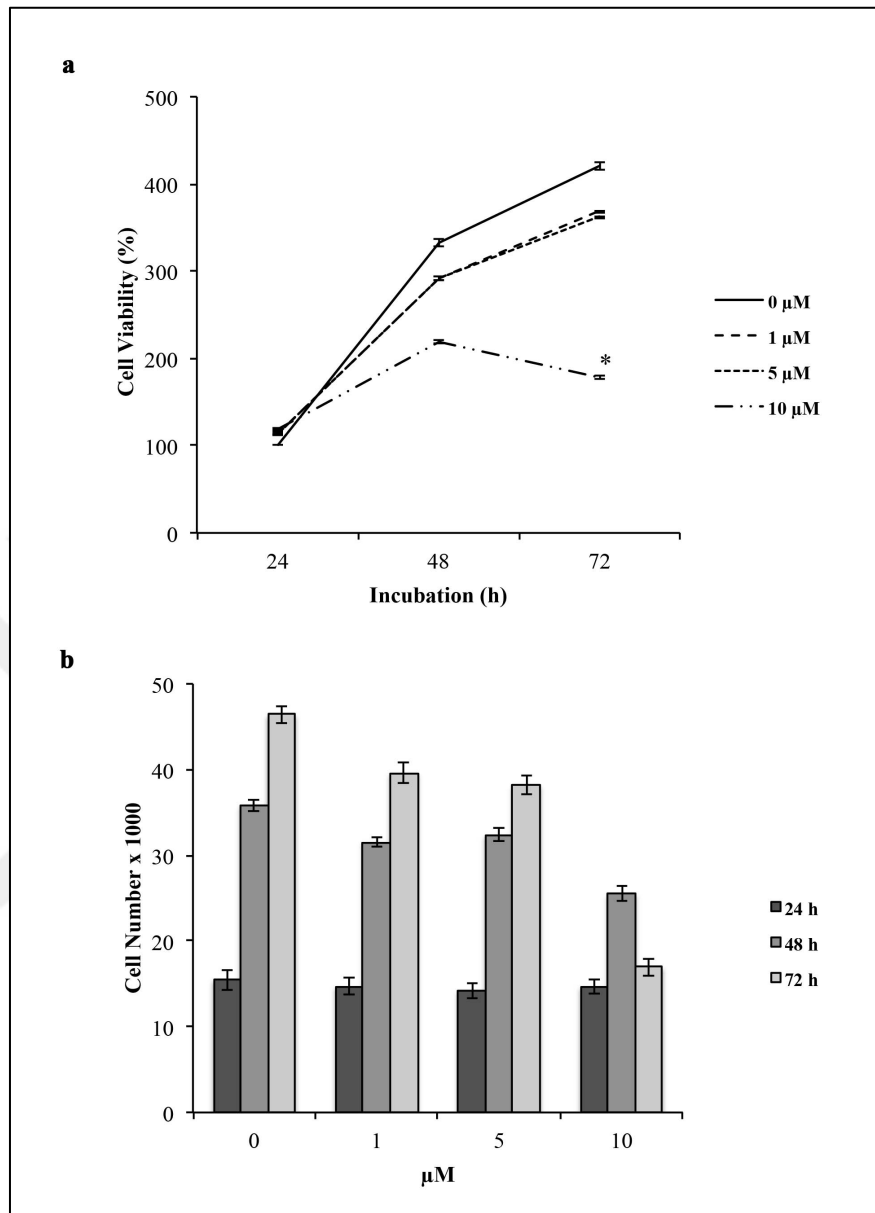 a
500
400
300
200
100
0
Cell Viability (%)
*
24 48 72
Incubation (h)
0 µM
1 µM
5 µM
10 µM
b
50
40
30
20
10
0
Cell Number x 1000
0 1 5 10
µM
24 h
48 h
72 h